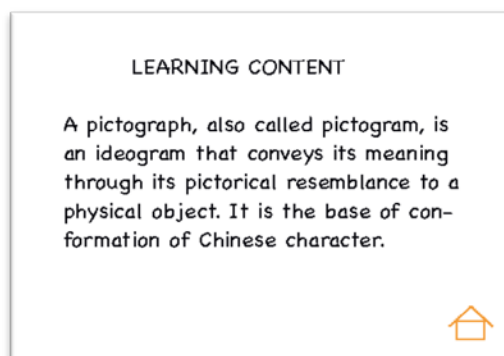 LEARNING CONTENT
A pictograph, also called pictogram, is
an ideogram that conveys its meaning
through its pictorical resemblance to a
physical object. It is the base of con-
formation of Chinese character.